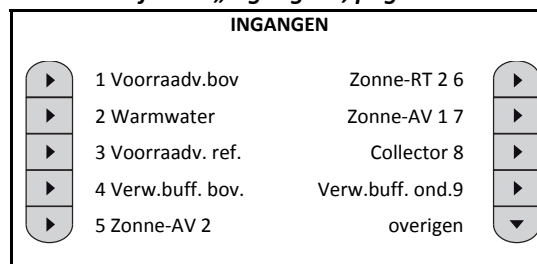 INGANGEN
1 Voorraadv.bov Zonne-RT 2 6
2 Warmwater Zonne-AV 1 7
3 Voorraadv. ref. Collector 8
4 Verw.buff. bov. Verw.buff. ond.9
5 Zonne-AV 2 overigen